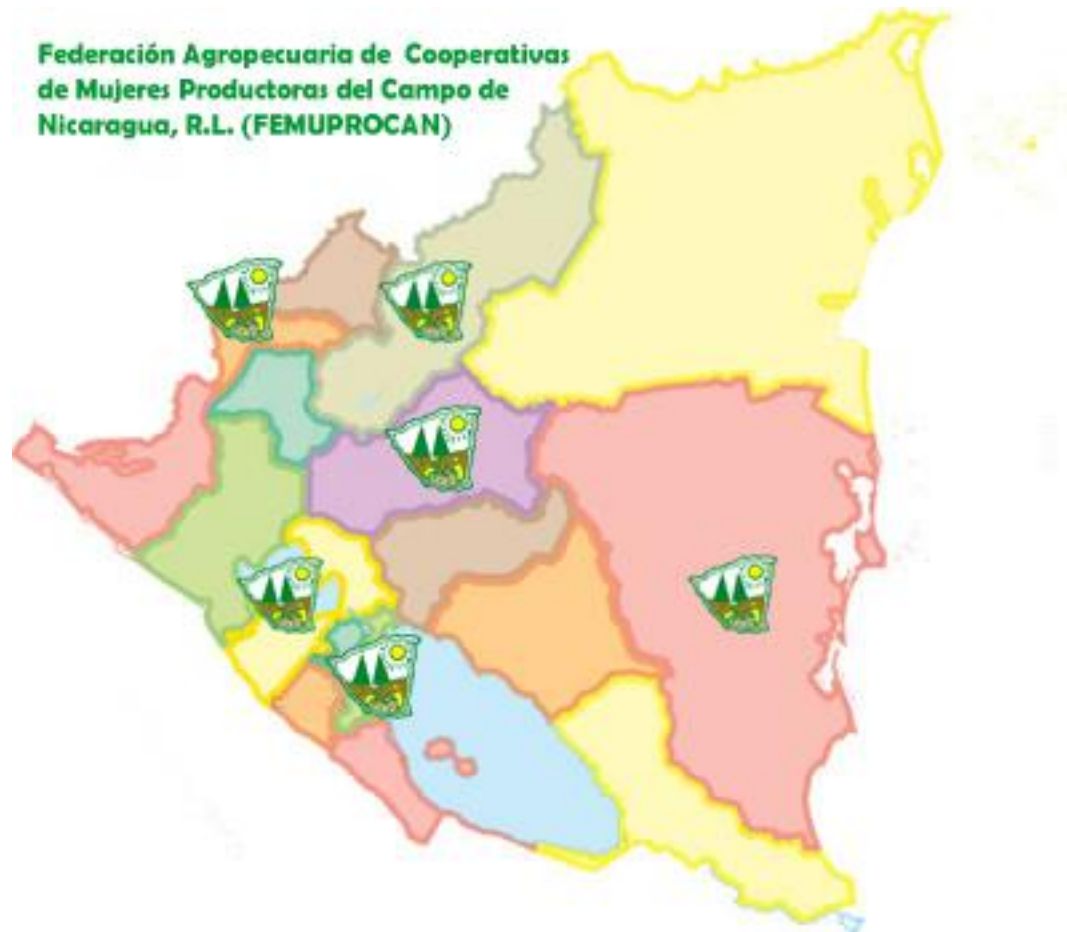 Federación Agropecuaria de Cooperativas
de Mujeres Productoras del Campo de
Nicaragua, R.L. (FEMUPROCAN)